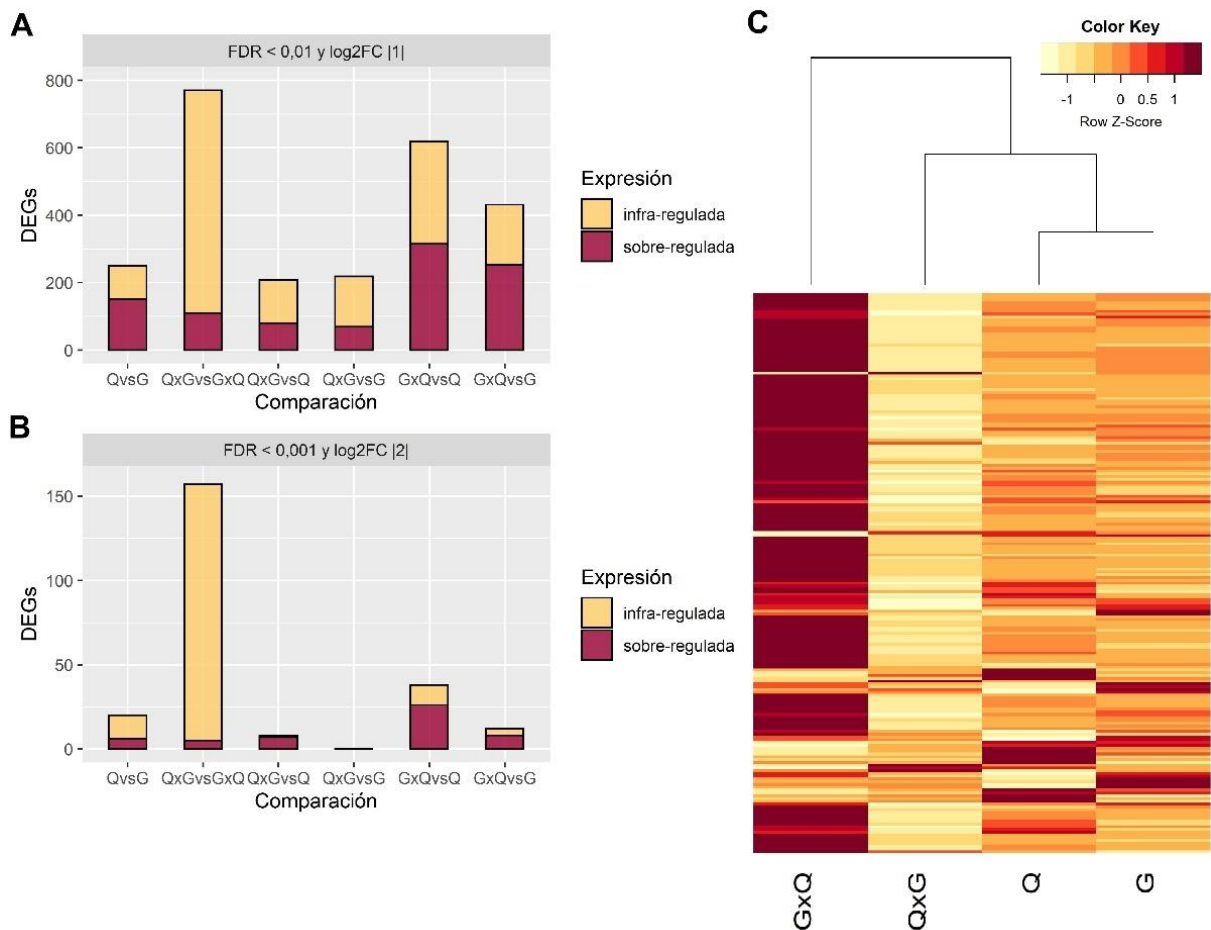 A
FDR < 0,01 y log2FC |1|
800
600
400
200
0
DEGs
QvsG
QxGvsGxQ
QxGvsQ
QxGvsG
GxQvsQ
GxQvsG
Comparación
Expresión
infra-regulada
sobre-regulada
B
FDR < 0,001 y log2FC |2|
150
100
50
0
DEGs
QvsG
QxGvsGxQ
QxGvsQ
QxGvsG
GxQvsQ
GxQvsG
Comparación
Expresión
infra-regulada
sobre-regulada
C
Color Key
-1 0 0.5 1
Row Z-Score
GxQ
QxG
Q
G